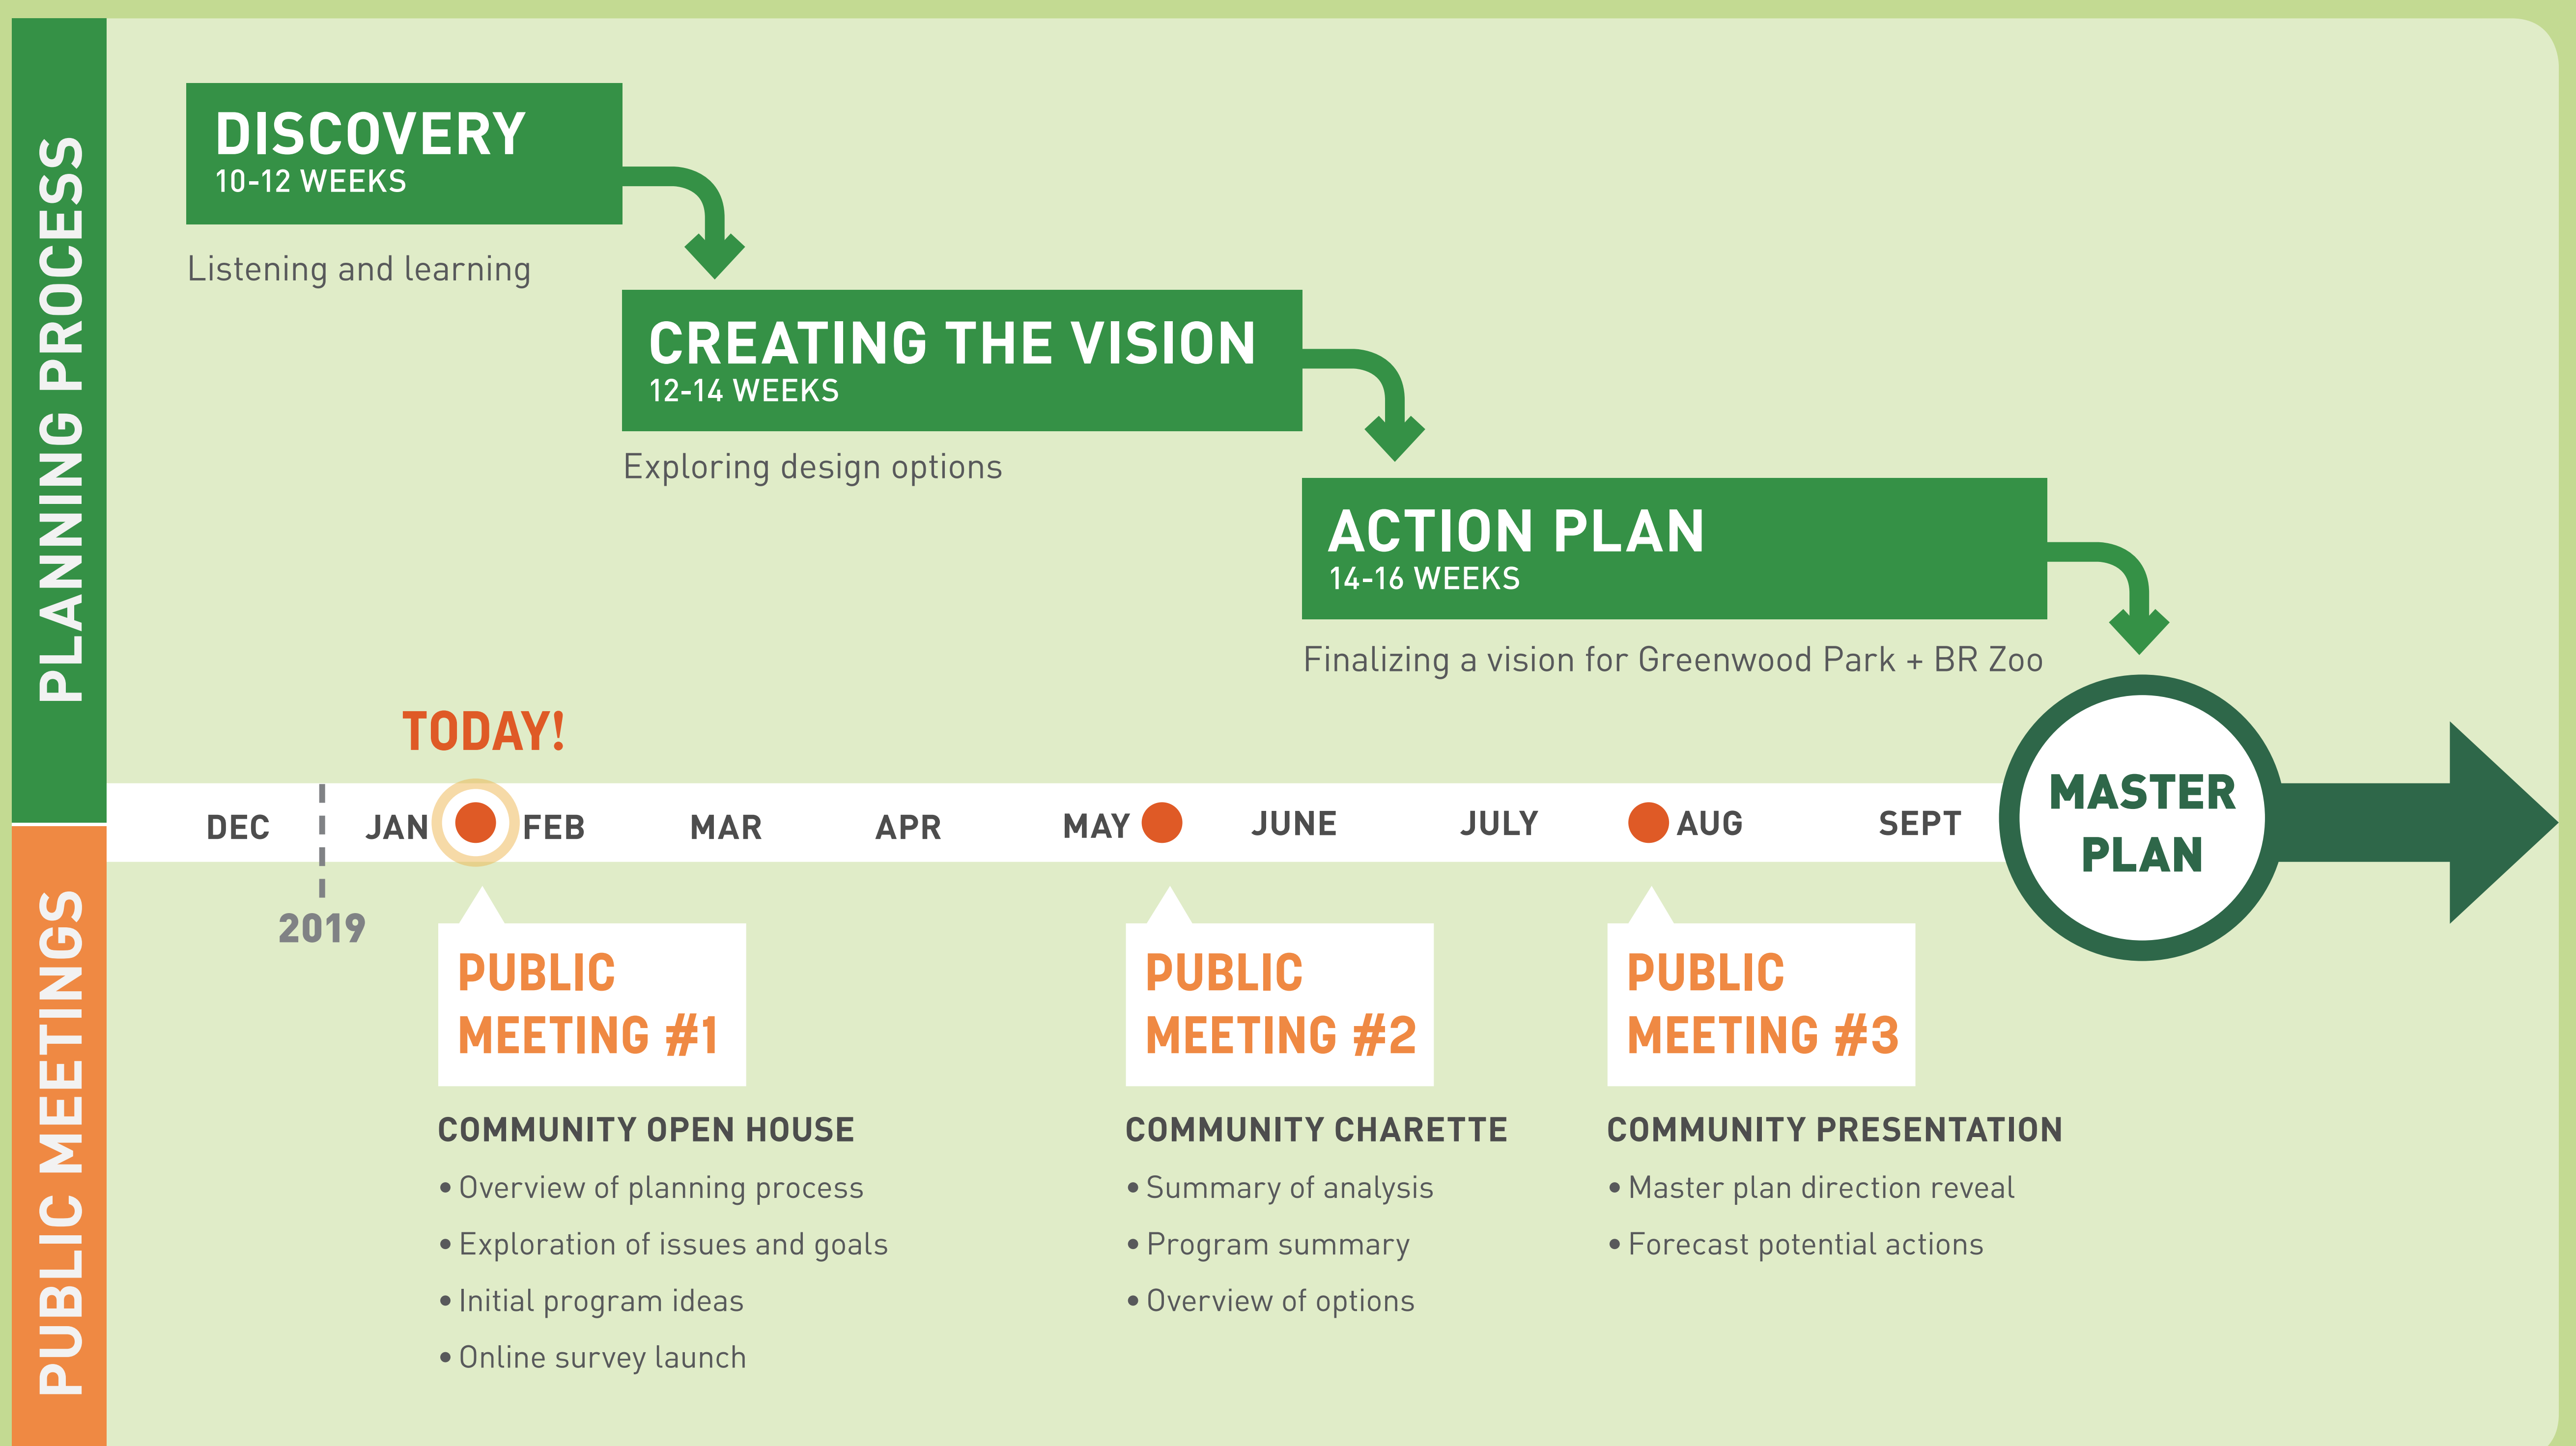 PLANNING PROCESS
DISCOVERY
10-12 WEEKS
Listening and learning
CREATING THE VISION
12-14 WEEKS
Exploring design options
ACTION PLAN
14-16 WEEKS
Finalizing a vision for Greenwood Park + BR Zoo
TODAY!
DEC JAN FEB MAR APR MAY JUNE JULY AUG SEPT
2019
MASTER
PLAN
PUBLIC MEETINGS
PUBLIC
MEETING #1
COMMUNITY OPEN HOUSE
• Overview of planning process
• Exploration of issues and goals
• Initial program ideas
• Online survey launch
PUBLIC
MEETING #2
COMMUNITY CHARETTE
• Summary of analysis
• Program summary
• Overview of options
PUBLIC
MEETING #3
COMMUNITY PRESENTATION
• Master plan direction reveal
• Forecast potential actions